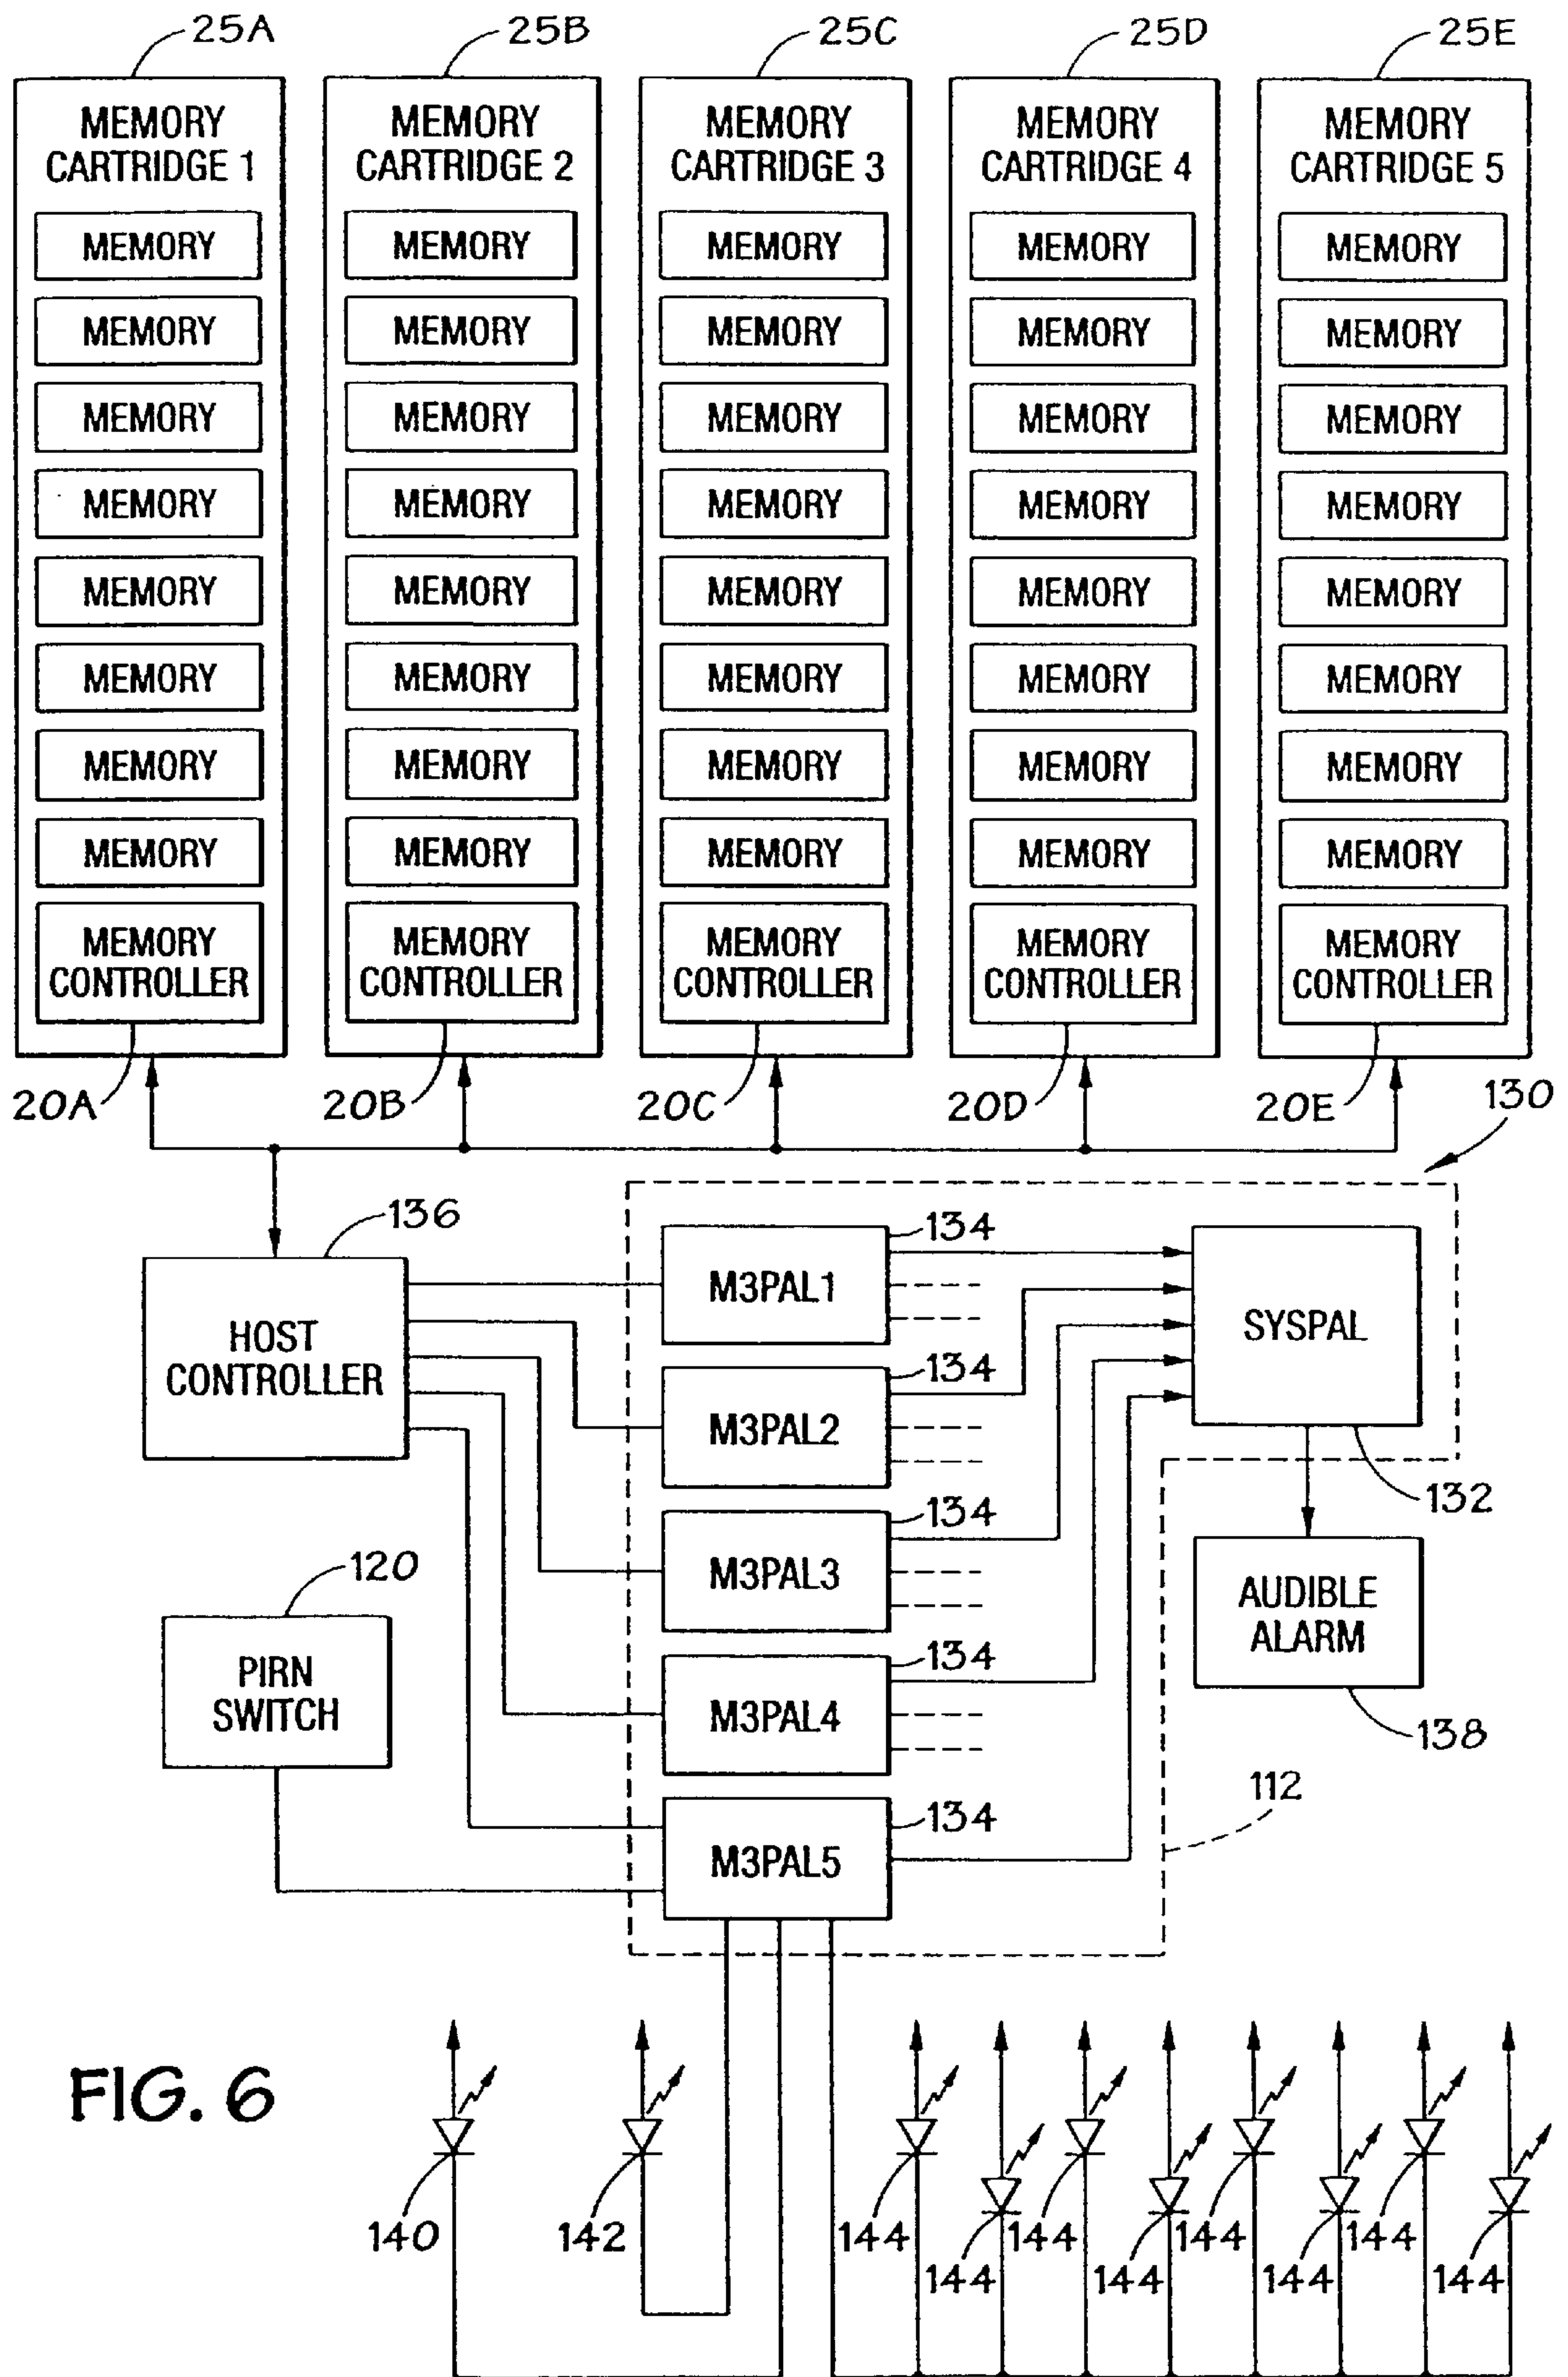 25A 25B 25C 25D 25E
MEMORY CARTRIDGE 1
MEMORY
MEMORY
MEMORY
MEMORY
MEMORY
MEMORY
MEMORY
MEMORY
MEMORY CONTROLLER
20A
MEMORY CARTRIDGE 2
MEMORY
MEMORY
MEMORY
MEMORY
MEMORY
MEMORY
MEMORY
MEMORY
MEMORY CONTROLLER
20B
MEMORY CARTRIDGE 3
MEMORY
MEMORY
MEMORY
MEMORY
MEMORY
MEMORY
MEMORY
MEMORY
MEMORY CONTROLLER
20C
MEMORY CARTRIDGE 4
MEMORY
MEMORY
MEMORY
MEMORY
MEMORY
MEMORY
MEMORY
MEMORY
MEMORY CONTROLLER
20D
MEMORY CARTRIDGE 5
MEMORY
MEMORY
MEMORY
MEMORY
MEMORY
MEMORY
MEMORY
MEMORY
MEMORY CONTROLLER
20E
130
136
HOST
CONTROLLER
134
M3PAL1
134
M3PAL2
134
M3PAL3
134
M3PAL4
134
M3PAL5
SYSPAL
132
AUDIBLE
ALARM
138
120
PIRN
SWITCH
112
FIG. 6
140 142 144 144 144 144
144 144 144 144